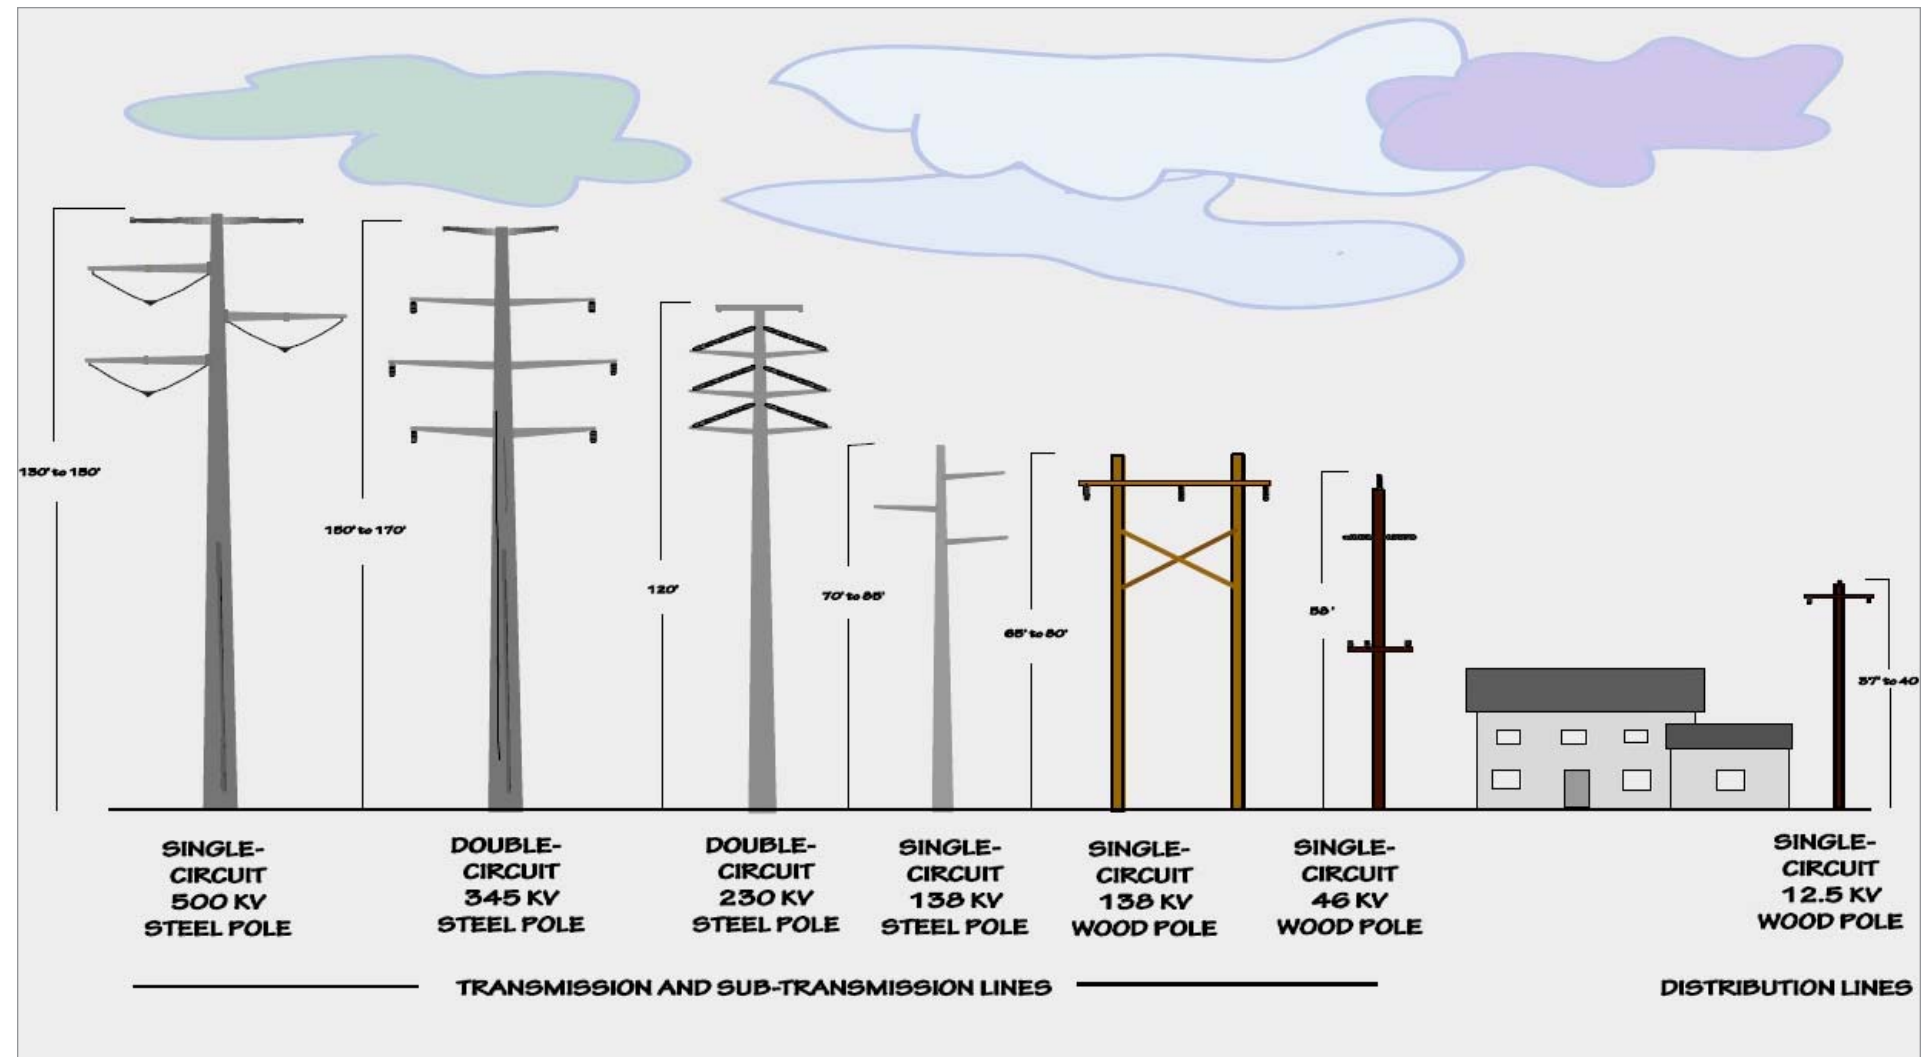 130' to 180'
150' to 170'
120'
70' to 85'
65' to 80'
58'
37' to 40
SINGLE-
CIRCUIT
500 KV
STEEL POLE
DOUBLE-
CIRCUIT
345 KV
STEEL POLE
DOUBLE-
CIRCUIT
230 KV
STEEL POLE
SINGLE-
CIRCUIT
138 KV
STEEL POLE
SINGLE-
CIRCUIT
138 KV
WOOD POLE
SINGLE-
CIRCUIT
46 KV
WOOD POLE
SINGLE-
CIRCUIT
12.5 KV
WOOD POLE
TRANSMISSION AND SUB-TRANSMISSION LINES
DISTRIBUTION LINES